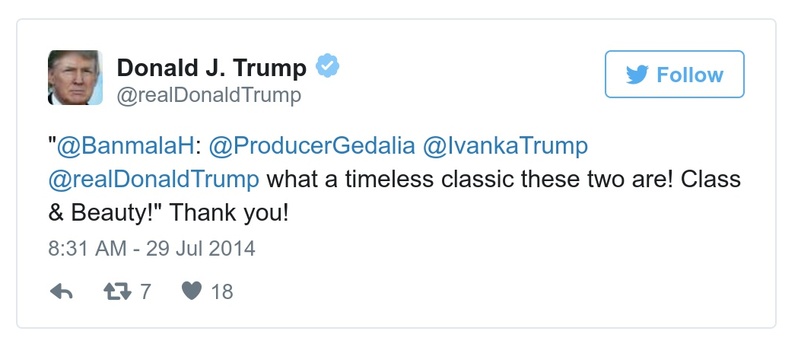 Donald J. Trump
@realDonaldTrump
Follow
"@BanmalaH: @ProducerGedalia @IvankaTrump
@realDonaldTrump what a timeless classic these two are! Class
& Beauty!" Thank you!
8:31 AM - 29 Jul 2014
7 18